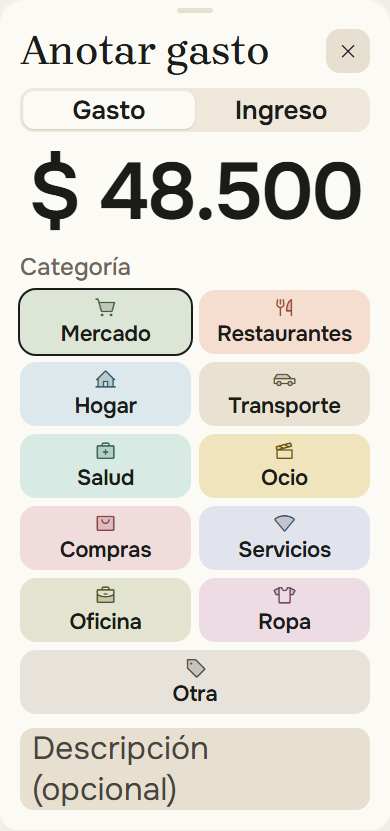 Anotar gasto
Gasto
Ingreso
$ 48.500
Categoría
Mercado
Restaurantes
Hogar
Transporte
Salud
Ocio
Compras
Servicios
Oficina
Ropa
Otra
Descripción
(opcional)